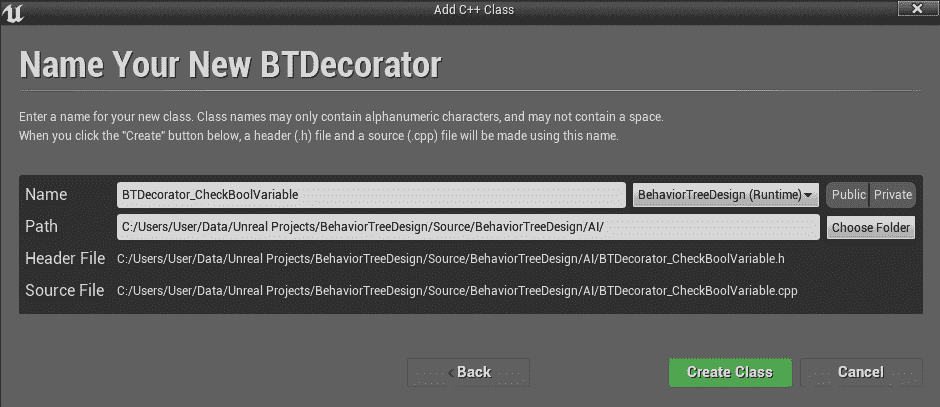 Add C++ Class
Name Your New BTDecorator
Enter a name for your new class. Class names may only contain alphanumeric characters, and may not contain a space.
When you click the "Create" button below, a header (.h) file and a source (.cpp) file will be made using this name.
Name BTDecorator_CheckBoolVariable BehaviorTreeDesign (Runtime) Public Private
Path C:/Users/User/Data/Unreal Projects/BehaviorTreeDesign/Source/BehaviorTreeDesign/AI/ Choose Folder
Header File C:/Users/User/Data/Unreal Projects/BehaviorTreeDesign/Source/BehaviorTreeDesign/AI/BTDecorator_CheckBoolVariable.h
Source File C:/Users/User/Data/Unreal Projects/BehaviorTreeDesign/Source/BehaviorTreeDesign/AI/BTDecorator_CheckBoolVariable.cpp
Back Create Class Cancel